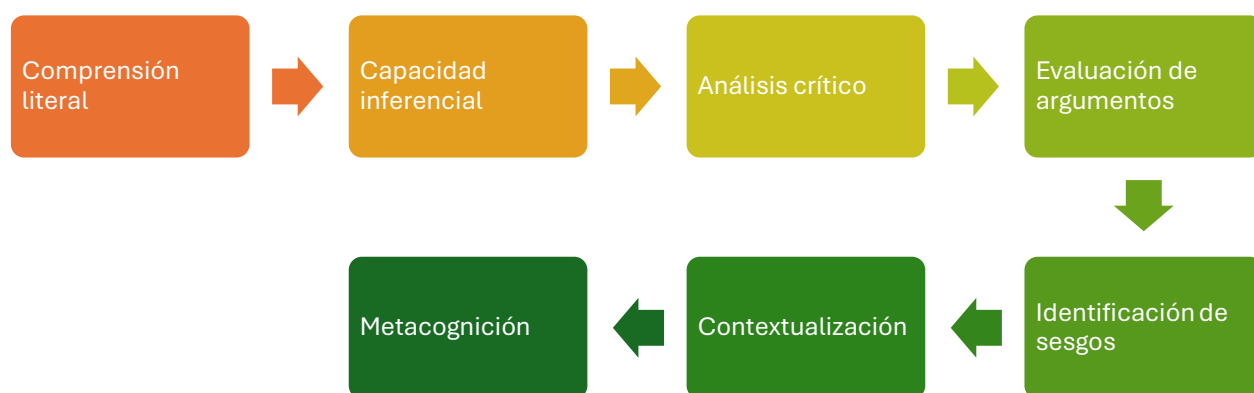 Comprensión
literal
Capacidad
inferencial
Análisis crítico
Evaluación de
argumentos
Identificación de
sesgos
Contextualización
Metacognición